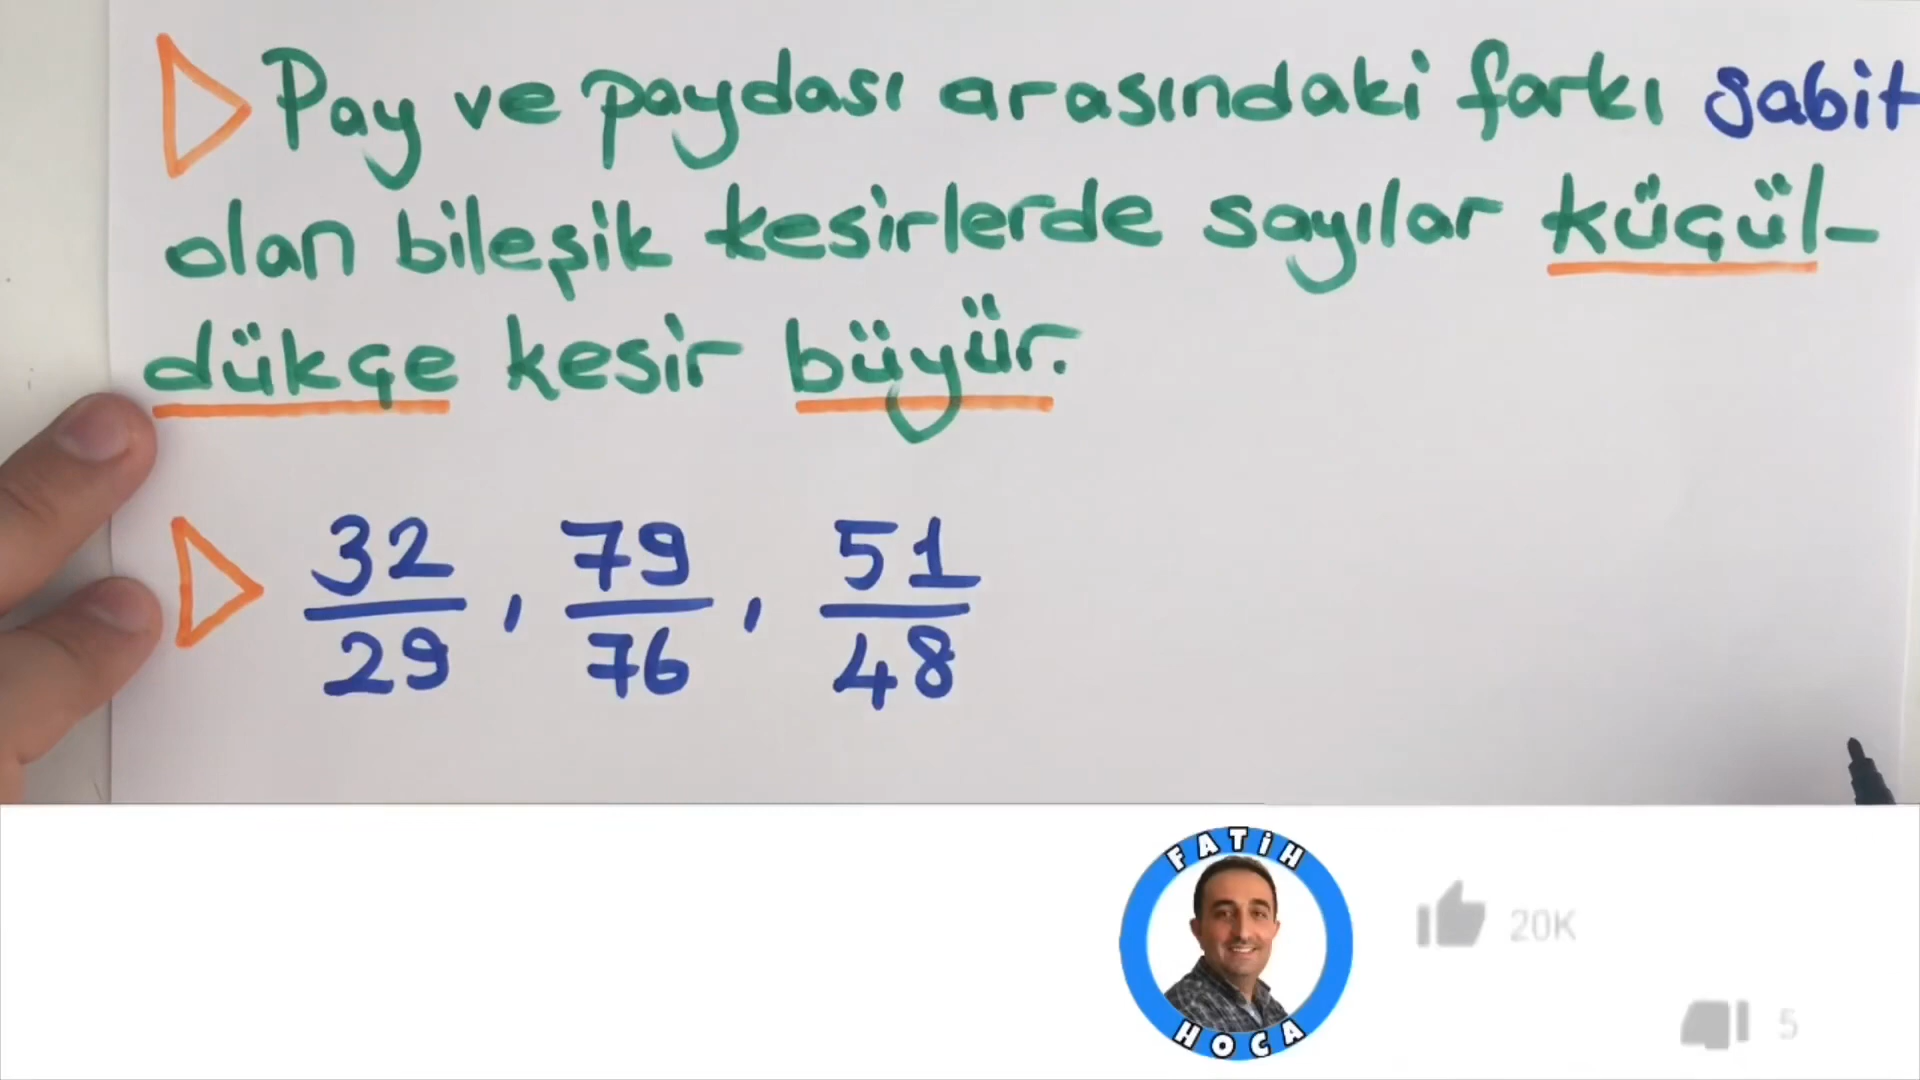 Pay ve paydası arasındaki farkı sabit
olan bileşik kesirlerde sayılar küçül-
dükçe kesir büyür.
32/29 , 79/76 , 51/48
FATİH
HOCA
20K
5